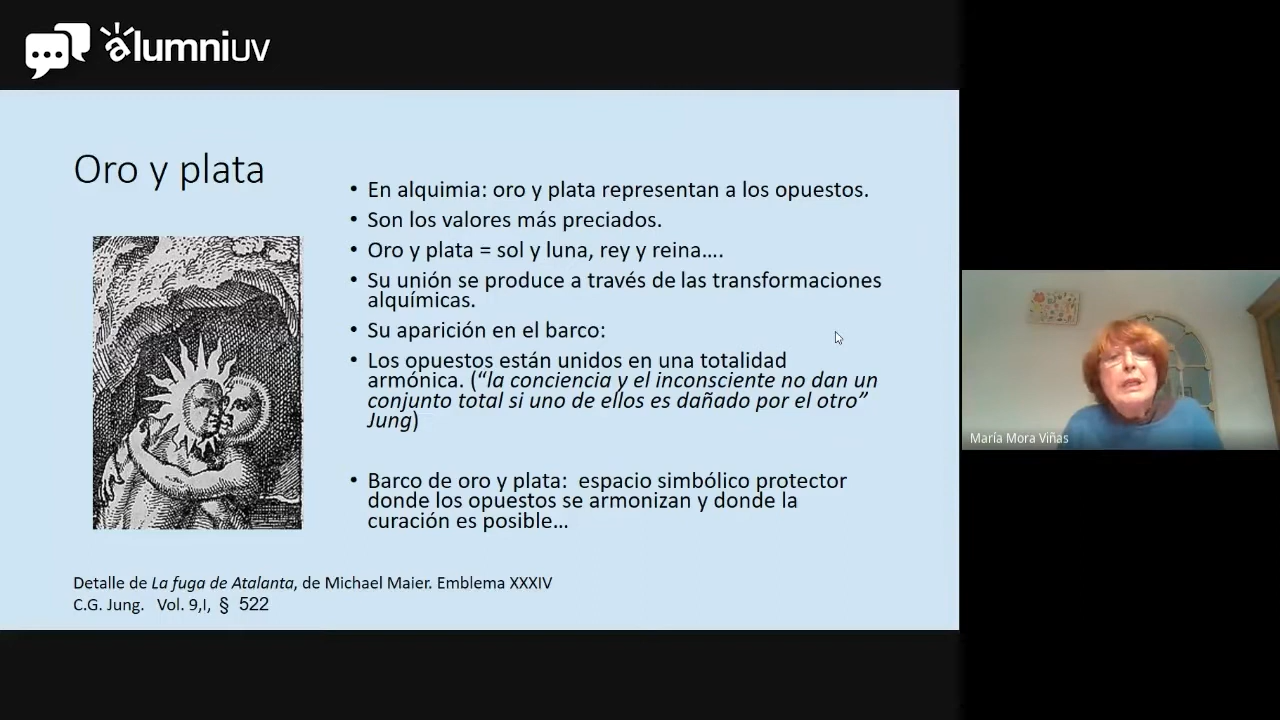 alumniuv
Oro y plata
• En alquimia: oro y plata representan a los opuestos.
• Son los valores más preciados.
• Oro y plata = sol y luna, rey y reina….
• Su unión se produce a través de las transformaciones
alquímicas.
• Su aparición en el barco:
• Los opuestos están unidos en una totalidad
armónica. (“la conciencia y el inconsciente no dan un
conjunto total si uno de ellos es dañado por el otro”
Jung)
• Barco de oro y plata: espacio simbólico protector
donde los opuestos se armonizan y donde la
curación es posible…
Detalle de La fuga de Atalanta, de Michael Maier. Emblema XXXIV
C.G. Jung. Vol. 9,I, § 522
María Mora Viñas